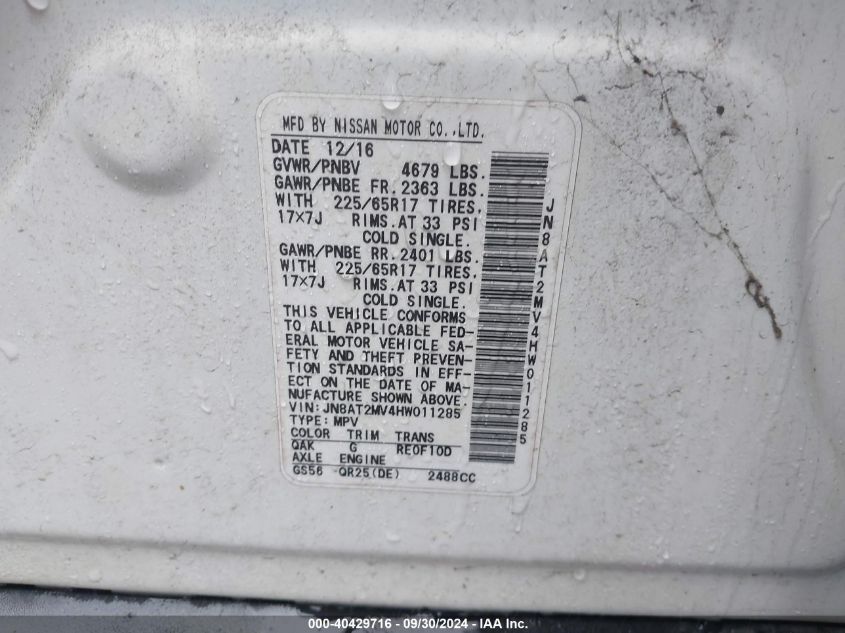 MFD BY NISSAN MOTOR CO.,LTD.
DATE 12/16
GVWR/PNBV 4679 LBS.
GAWR/PNBE FR. 2363 LBS.
WITH 225/65R17 TIRES,
17×7J RIMS. AT 33 PSI
COLD SINGLE.
GAWR/PNBE RR. 2401 LBS.
WITH 225/65R17 TIRES,
17×7J RIMS. AT 33 PSI
COLD SINGLE.
THIS VEHICLE CONFORMS
TO ALL APPLICABLE FED-
ERAL MOTOR VEHICLE SA-
FETY AND THEFT PREVEN-
TION STANDARDS IN EFF-
ECT ON THE DATE OF MA-
NUFACTURE SHOWN ABOVE.
VIN:JN8AT2MV4HW011285
TYPE: MPV
COLOR TRIM TRANS
QAK G RE0F10D
AXLE ENGINE
GS56 QR25(DE) 2488CC
JN8AT2MV4HW011285
000-40429716 - 09/30/2024 - IAA Inc.